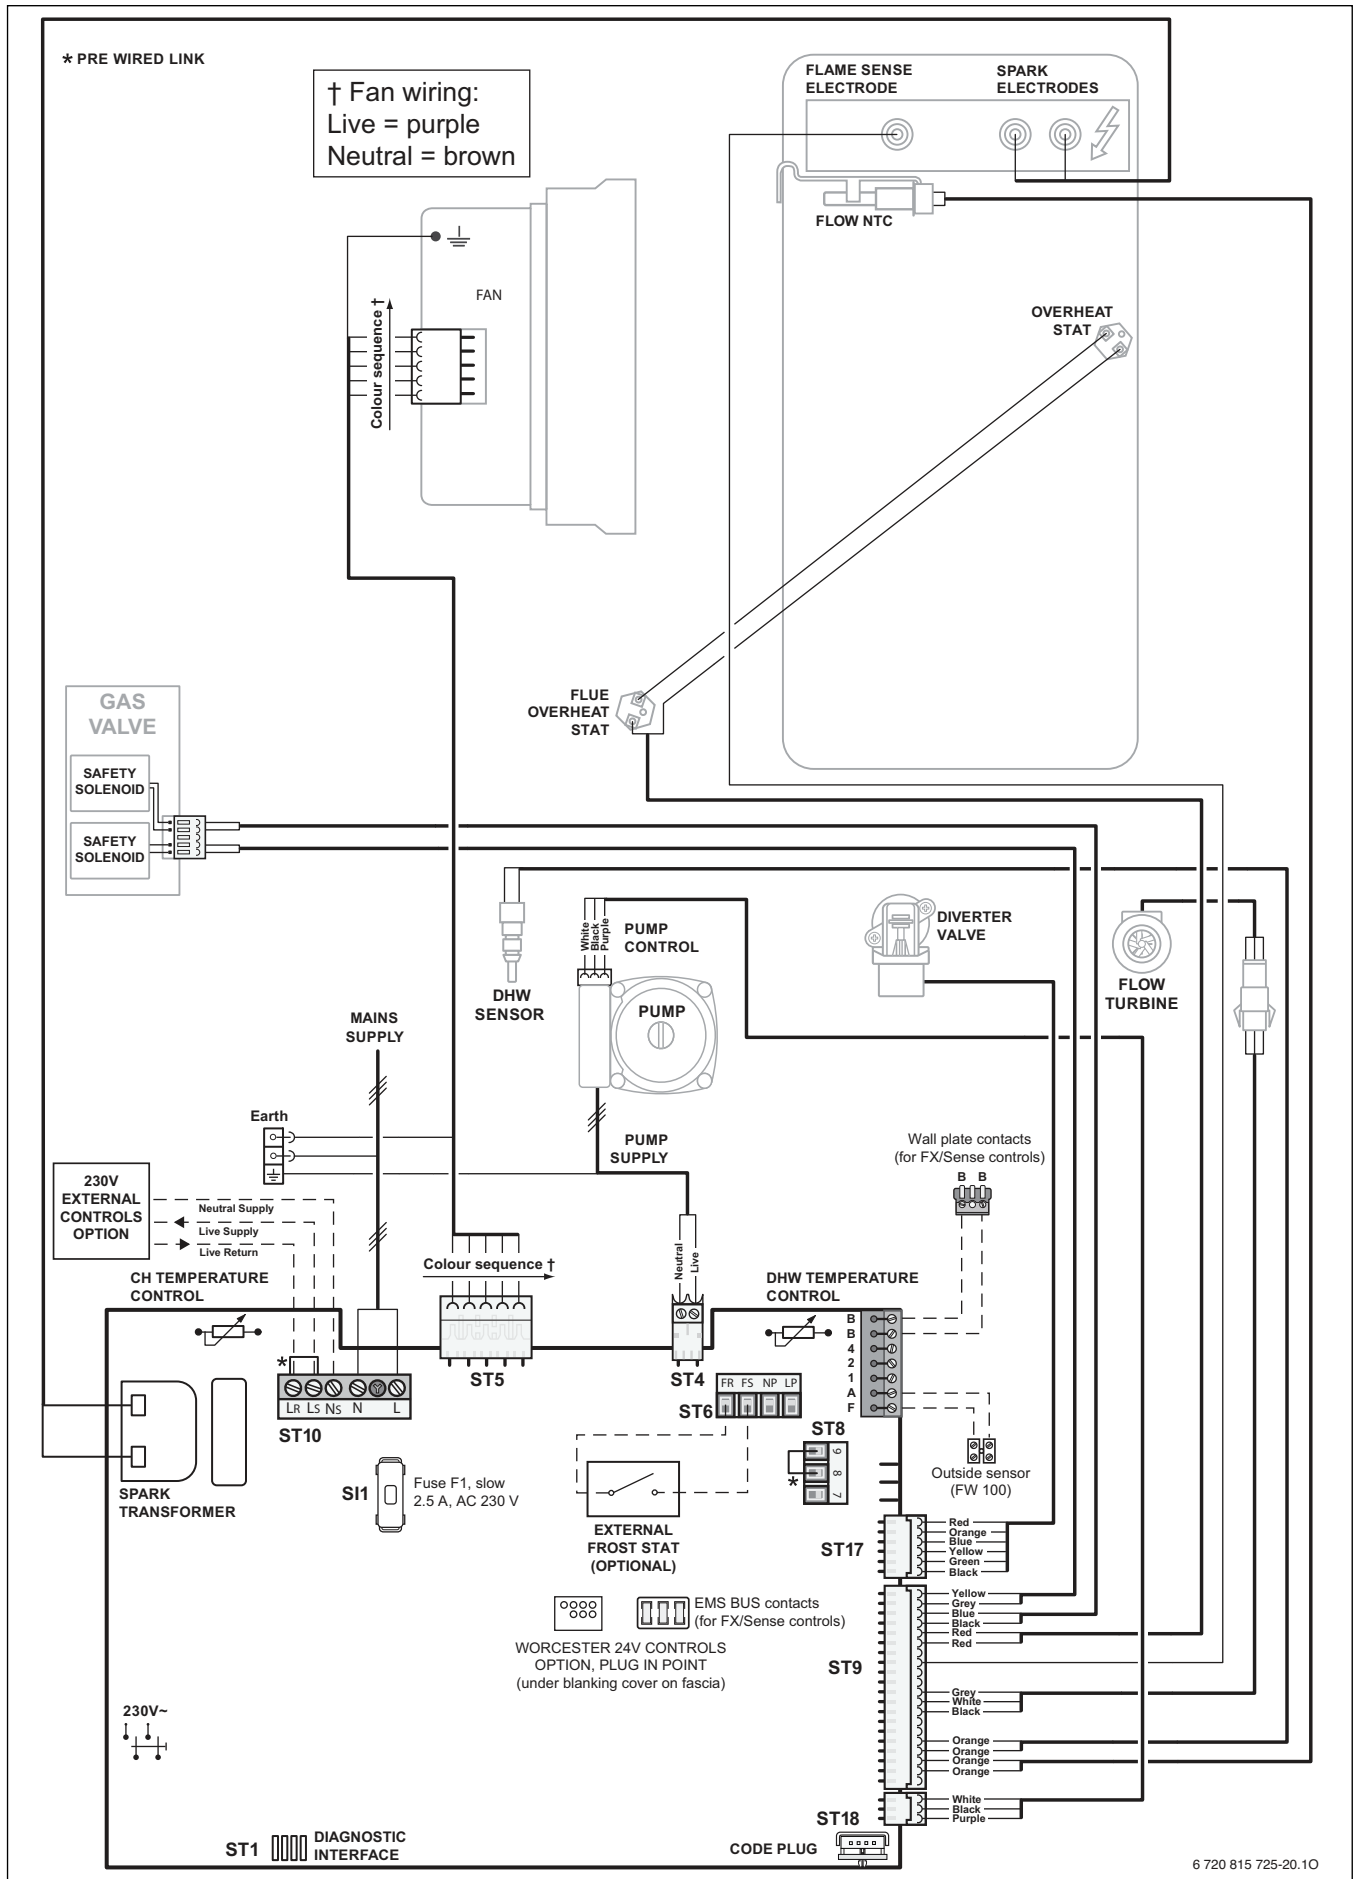 * PRE WIRED LINK
† Fan wiring:
Live = purple
Neutral = brown
FLAME SENSE
ELECTRODE
SPARK
ELECTRODES
FLOW NTC
FAN
Colour sequence †
OVERHEAT
STAT
FLUE
OVERHEAT
STAT
GAS
VALVE
SAFETY
SOLENOID
SAFETY
SOLENOID
White
Black
Purple
PUMP
CONTROL
DIVERTER
VALVE
DHW
SENSOR
PUMP
FLOW
TURBINE
MAINS
SUPPLY
Earth
PUMP
SUPPLY
Wall plate contacts
(for FX/Sense controls)
B B
230V
EXTERNAL
CONTROLS
OPTION
Neutral Supply
Live Supply
Live Return
Colour sequence †
Neutral
Live
CH TEMPERATURE
CONTROL
DHW TEMPERATURE
CONTROL
B
B
4
2
1
A
F
*
LR LS NS N L
ST10
ST5
ST4
FR FS NP LP
ST6
ST8
9
8
7
*
Outside sensor
(FW 100)
SPARK
TRANSFORMER
SI1
Fuse F1, slow
2.5 A, AC 230 V
EXTERNAL
FROST STAT
(OPTIONAL)
ST17
Red
Orange
Blue
Yellow
Green
Black
EMS BUS contacts
(for FX/Sense controls)
WORCESTER 24V CONTROLS
OPTION, PLUG IN POINT
(under blanking cover on fascia)
ST9
Yellow
Grey
Blue
Black
Red
Red
Grey
White
Black
Orange
Orange
Orange
Orange
230V~
ST18
White
Black
Purple
ST1
DIAGNOSTIC
INTERFACE
CODE PLUG
6 720 815 725-20.1O